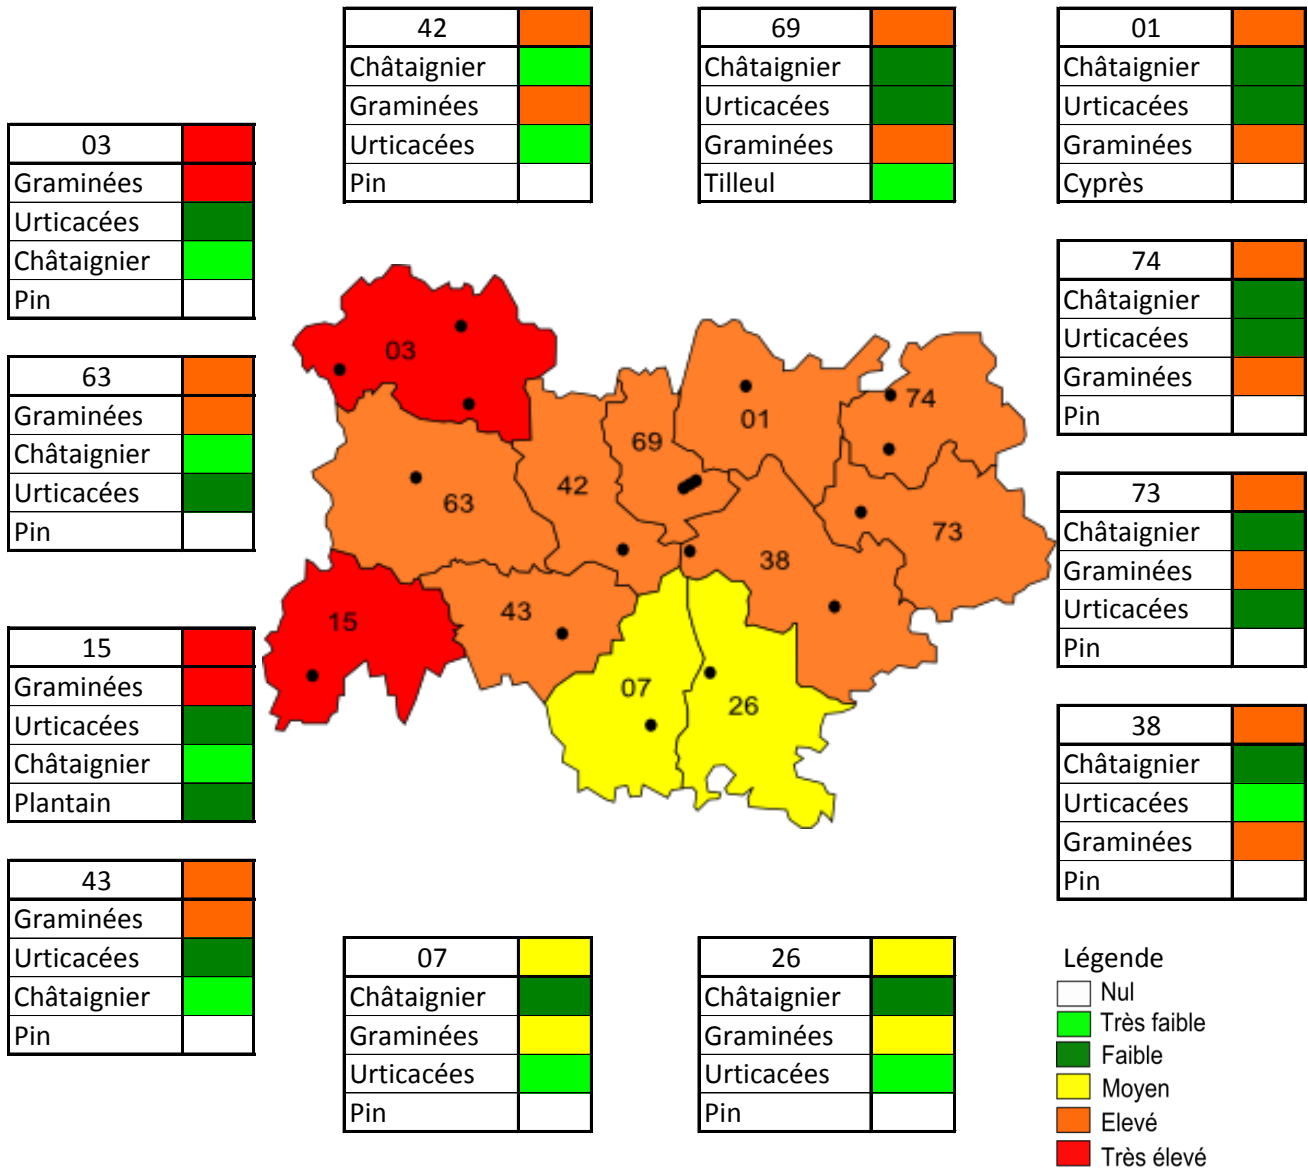 42
Châtaignier
Graminées
Urticacées
Pin
69
Châtaignier
Urticacées
Graminées
Tilleul
01
Châtaignier
Urticacées
Graminées
Cyprès
03
Graminées
Urticacées
Châtaignier
Pin
74
Châtaignier
Urticacées
Graminées
Pin
63
Graminées
Châtaignier
Urticacées
Pin
03
74
01
69
42
63
73
38
43
15
07
26
73
Châtaignier
Graminées
Urticacées
Pin
15
Graminées
Urticacées
Châtaignier
Plantain
38
Châtaignier
Urticacées
Graminées
Pin
43
Graminées
Urticacées
Châtaignier
Pin
07
Châtaignier
Graminées
Urticacées
Pin
26
Châtaignier
Graminées
Urticacées
Pin
Légende
Nul
Très faible
Faible
Moyen
Elevé
Très élevé